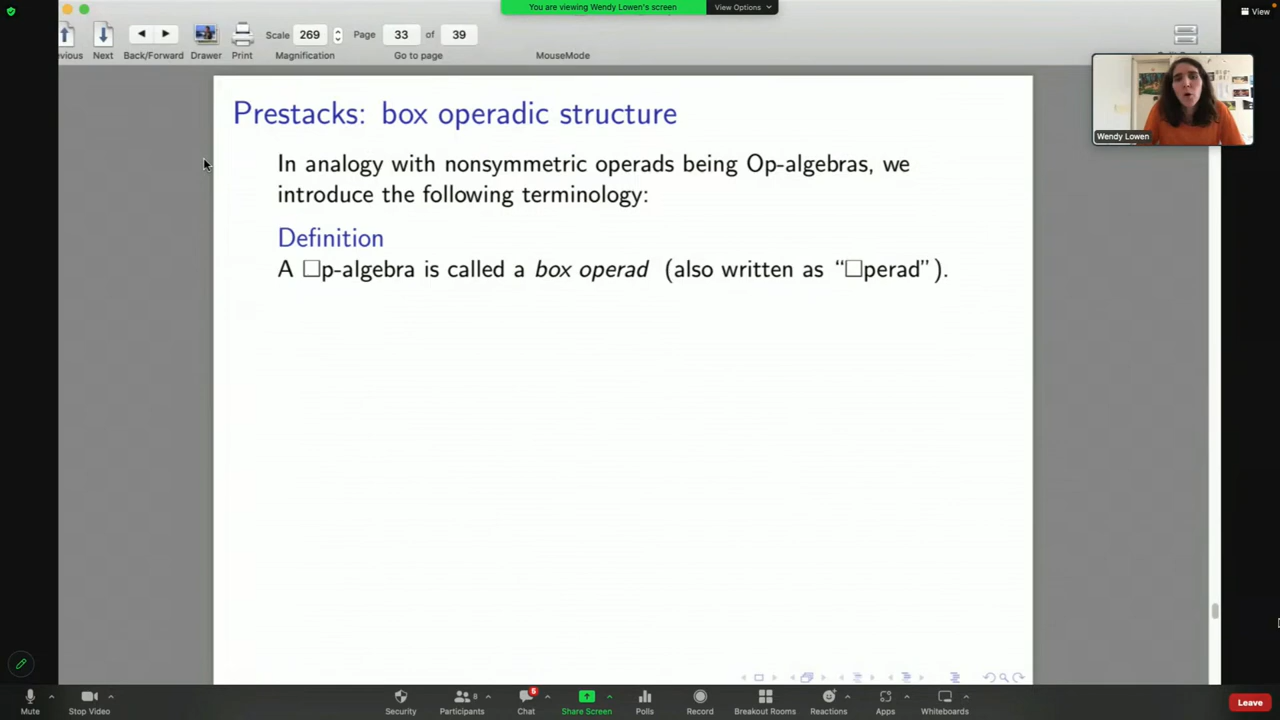 You are viewing Wendy Lowen's screen
View Options
View
Scale 269
Page 33 of 39
Next
Back/Forward
Drawer
Print
Magnification
Go to page
MouseMode
Wendy Lowen
Prestacks: box operadic structure
In analogy with nonsymmetric operads being Op-algebras, we
introduce the following terminology:
Definition
A □p-algebra is called a box operad (also written as “□perad”).
Mute
Stop Video
Security
Participants 8
Chat 5
Share Screen
Polls
Record
Breakout Rooms
Reactions
Apps
Whiteboards
Leave